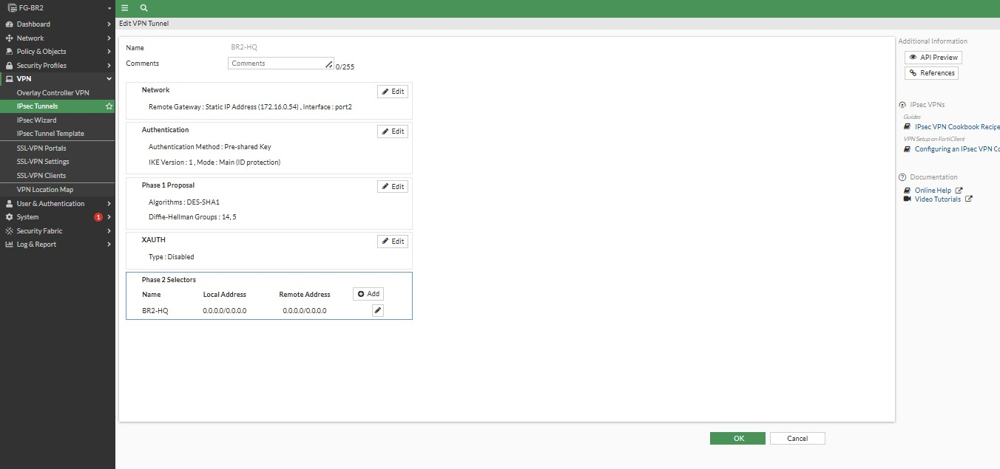 FG-BR2
Dashboard
Network
Policy & Objects
Security Profiles
VPN
Overlay Controller VPN
IPsec Tunnels
IPsec Wizard
IPsec Tunnel Template
SSL-VPN Portals
SSL-VPN Settings
SSL-VPN Clients
VPN Location Map
User & Authentication
System 1
Security Fabric
Log & Report
Edit VPN Tunnel
Name BR2-HQ
Comments Comments 0/255
Network Edit
Remote Gateway : Static IP Address (172.16.0.54) , Interface : port2
Authentication Edit
Authentication Method : Pre-shared Key
IKE Version : 1 , Mode : Main (ID protection)
Phase 1 Proposal Edit
Algorithms : DES-SHA1
Diffie-Hellman Groups : 14, 5
XAUTH Edit
Type : Disabled
Phase 2 Selectors
Name Local Address Remote Address Add
BR2-HQ 0.0.0.0/0.0.0.0 0.0.0.0/0.0.0.0
OK Cancel
Additional Information
API Preview
References
IPsec VPNs
Guides
IPsec VPN Cookbook Recipe
VPN Setup on FortiClient
Configuring an IPsec VPN Co
Documentation
Online Help
Video Tutorials